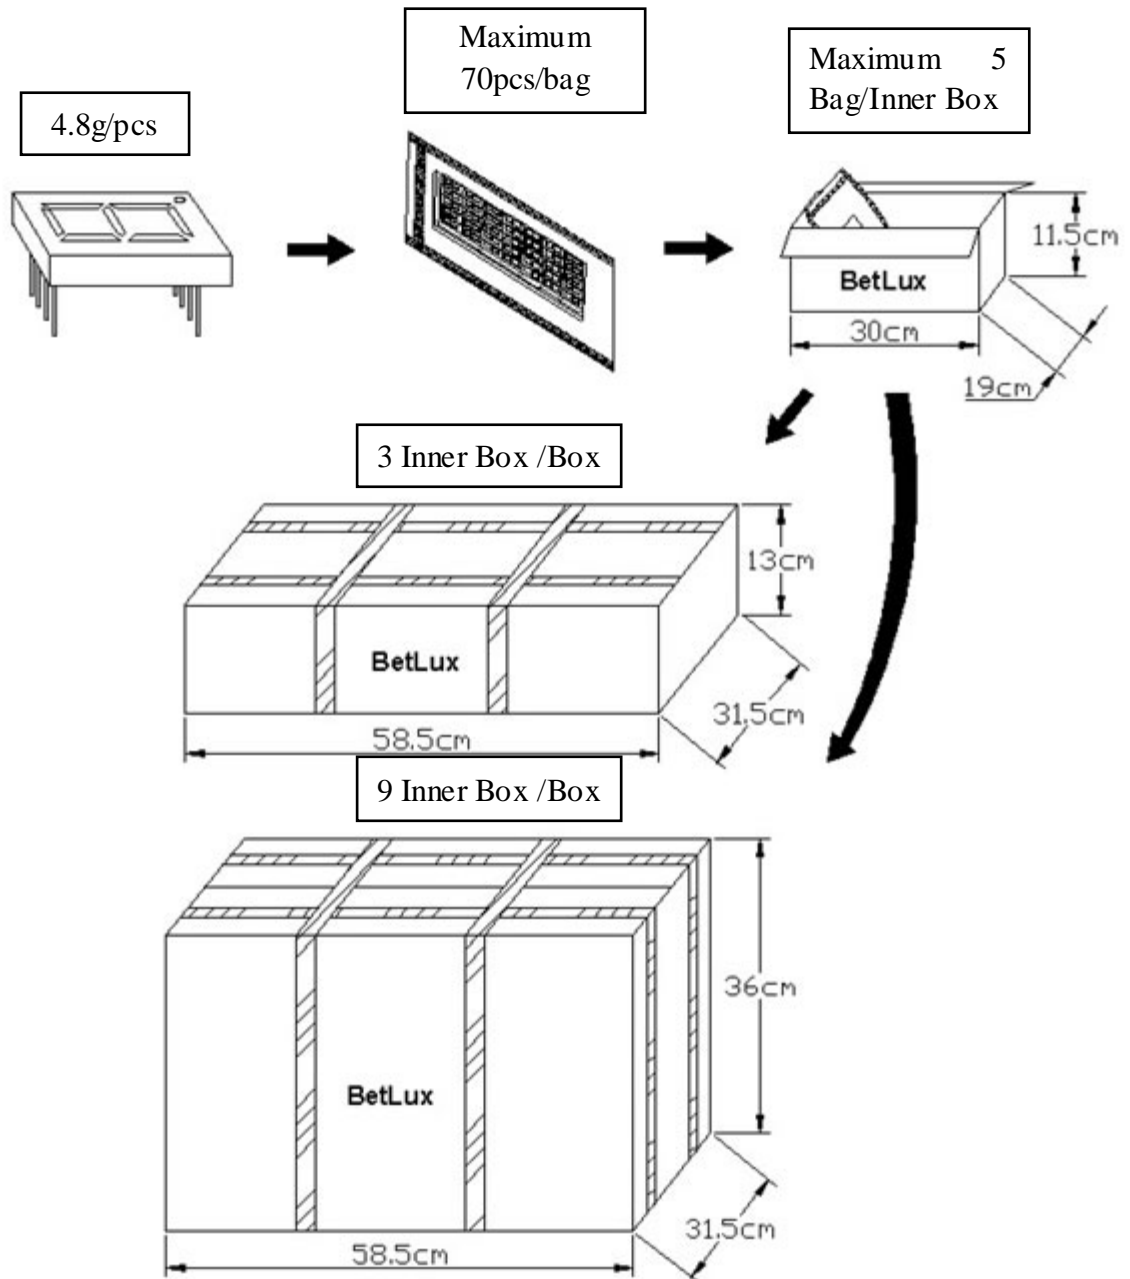 Maximum
70pcs/bag
Maximum 5
Bag/Inner Box
4.8g/pcs
11.5cm
BetLux
30cm
19cm
3 Inner Box /Box
13cm
BetLux
31.5cm
58.5cm
9 Inner Box /Box
36cm
BetLux
31.5cm
58.5cm